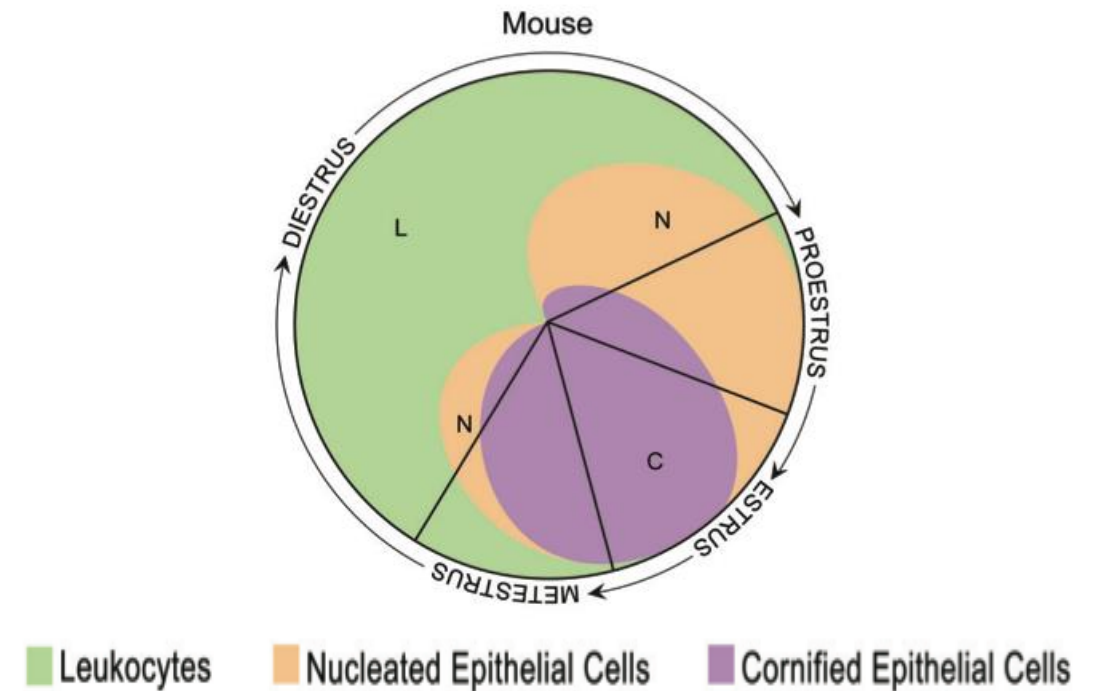 Mouse
DIESTRUS
L
N
PROESTRUS
N
C
ESTRUS
METESTRUS
Leukocytes
Nucleated Epithelial Cells
Cornified Epithelial Cells